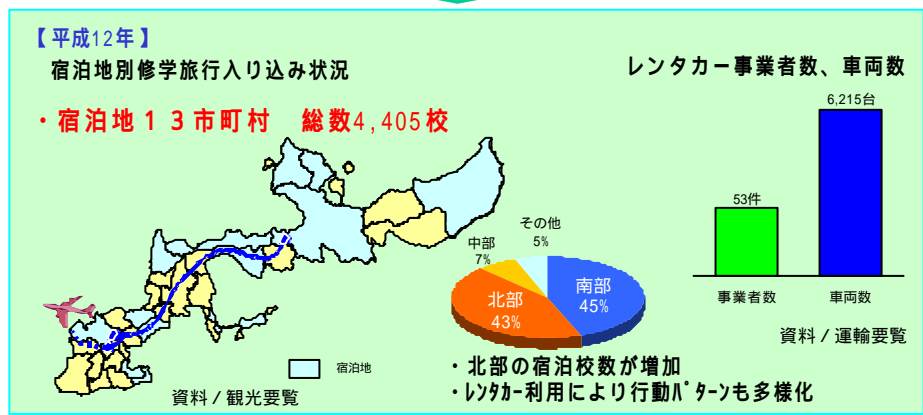 【平成12年】
宿泊地別修学旅行入り込み状況
・宿泊地１３市町村　総数4,405校
宿泊地
資料／観光要覧
その他
5%
中部
7%
北部
43%
南部
45%
・北部の宿泊校数が増加
・ﾚﾝﾀｶｰ利用により行動ﾊﾟﾀｰﾝも多様化
レンタカー事業者数、車両数
6,215台
53件
事業者数
車両数
資料／運輸要覧